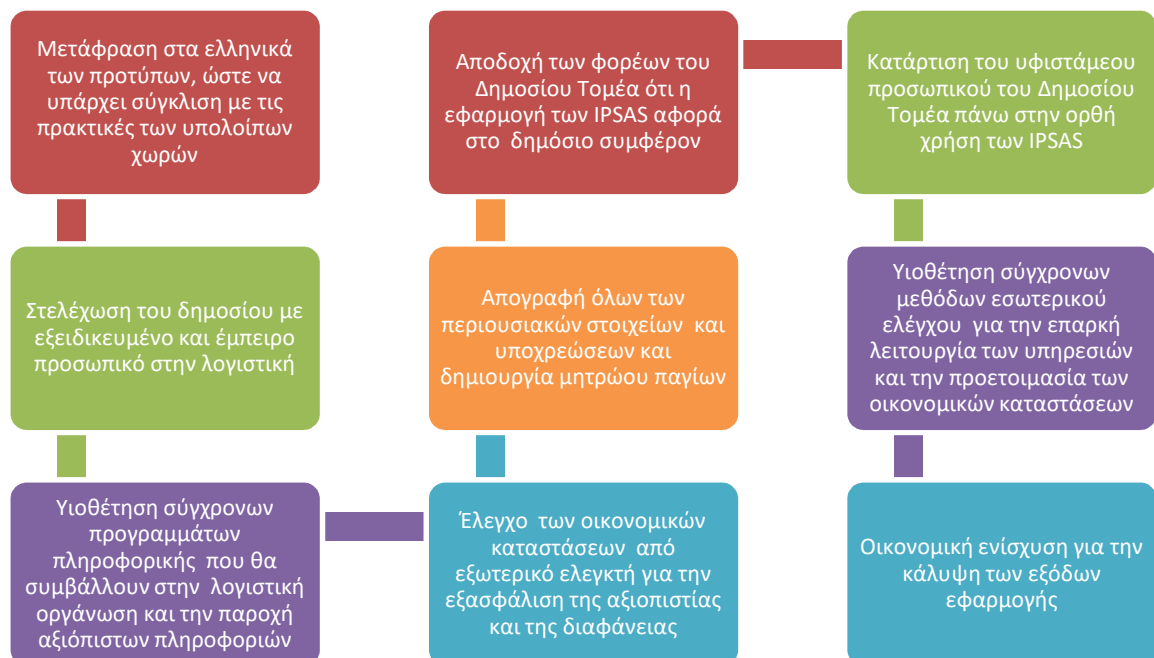 Μετάφραση στα ελληνικά
των προτύπων, ώστε να
υπάρχει σύγκλιση με τις
πρακτικές των υπολοίπων
χωρών
Στελέχωση του δημοσίου με
εξειδικευμένο και έμπειρο
προσωπικό στην λογιστική
Υιοθέτηση σύγχρονων
προγραμμάτων
πληροφορικής που θα
συμβάλλουν στην λογιστική
οργάνωση και την παροχή
αξιόπιστων πληροφοριών
Έλεγχο των οικονομικών
καταστάσεων από
εξωτερικό ελεγκτή για την
εξασφάλιση της αξιοπιστίας
και της διαφάνειας
Απογραφή όλων των
περιουσιακών στοιχείων και
υποχρεώσεων και
δημιουργία μητρώου παγίων
Αποδοχή των φορέων του
Δημοσίου Τομέα ότι η
εφαρμογή των IPSAS αφορά
στο δημόσιο συμφέρον
Κατάρτιση του υφιστάμεου
προσωπικού του Δημοσίου
Τομέα πάνω στην ορθή
χρήση των IPSAS
Υιοθέτηση σύγχρονων
μεθόδων εσωτερικού
ελέγχου για την επαρκή
λειτουργία των υπηρεσιών
και την προετοιμασία των
οικονομικών καταστάσεων
Οικονομική ενίσχυση για την
κάλυψη των εξόδων
εφαρμογής